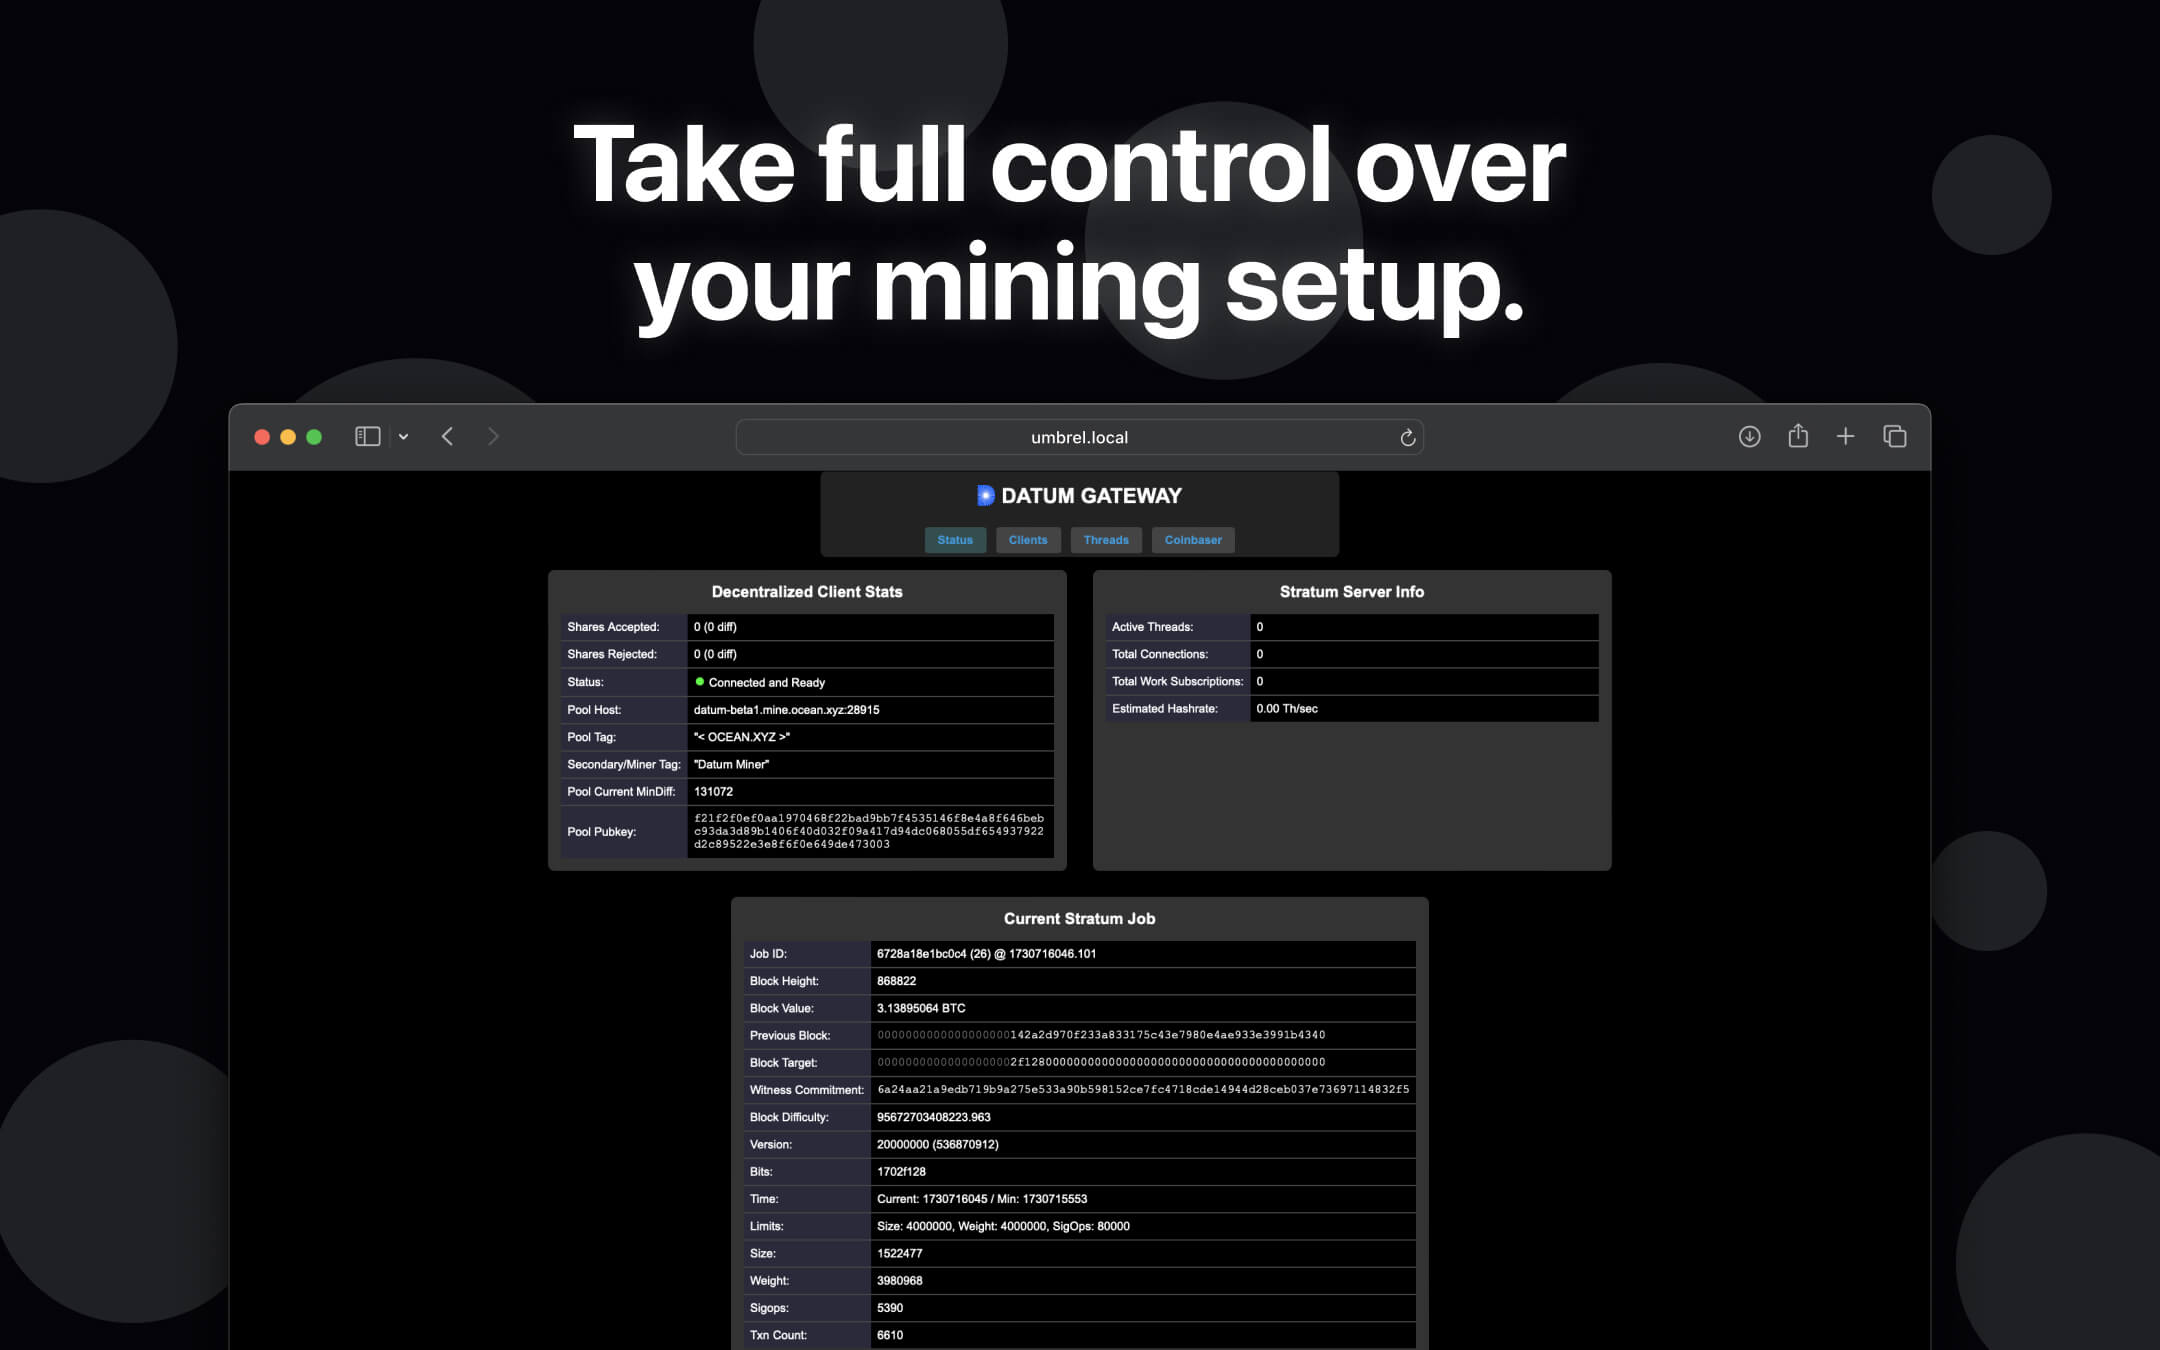 Take full control over
your mining setup.
umbrel.local
DATUM GATEWAY
Status Clients Threads Coinbaser
Decentralized Client Stats
Shares Accepted: 0 (0 diff)
Shares Rejected: 0 (0 diff)
Status: Connected and Ready
Pool Host: datum-beta1.mine.ocean.xyz:28915
Pool Tag: "< OCEAN.XYZ >"
Secondary/Miner Tag: "Datum Miner"
Pool Current MinDiff: 131072
Pool Pubkey: f21f2f0ef0aa1970468f22bad9bb7f4535146f8e4a8f646beb
c93da3d89b1406f40d032f09a417d94dc068055df654937922
d2c89522e3e8f6f0e649de473003
Stratum Server Info
Active Threads: 0
Total Connections: 0
Total Work Subscriptions: 0
Estimated Hashrate: 0.00 Th/sec
Current Stratum Job
Job ID: 6728a18e1bc0c4 (26) @ 1730716046.101
Block Height: 868822
Block Value: 3.13895064 BTC
Previous Block: 0000000000000000000142a2d970f233a833175c43e7980e4ae933e3991b4340
Block Target: 00000000000000000002f1280000000000000000000000000000000000000000
Witness Commitment: 6a24aa21a9edb719b9a275e533a90b598152ce7fc4718cde14944d28ceb037e73697114832f5
Block Difficulty: 95672703408223.963
Version: 20000000 (536870912)
Bits: 1702f128
Time: Current: 1730716045 / Min: 1730715553
Limits: Size: 4000000, Weight: 4000000, SigOps: 80000
Size: 1522477
Weight: 3980968
Sigops: 5390
Txn Count: 6610